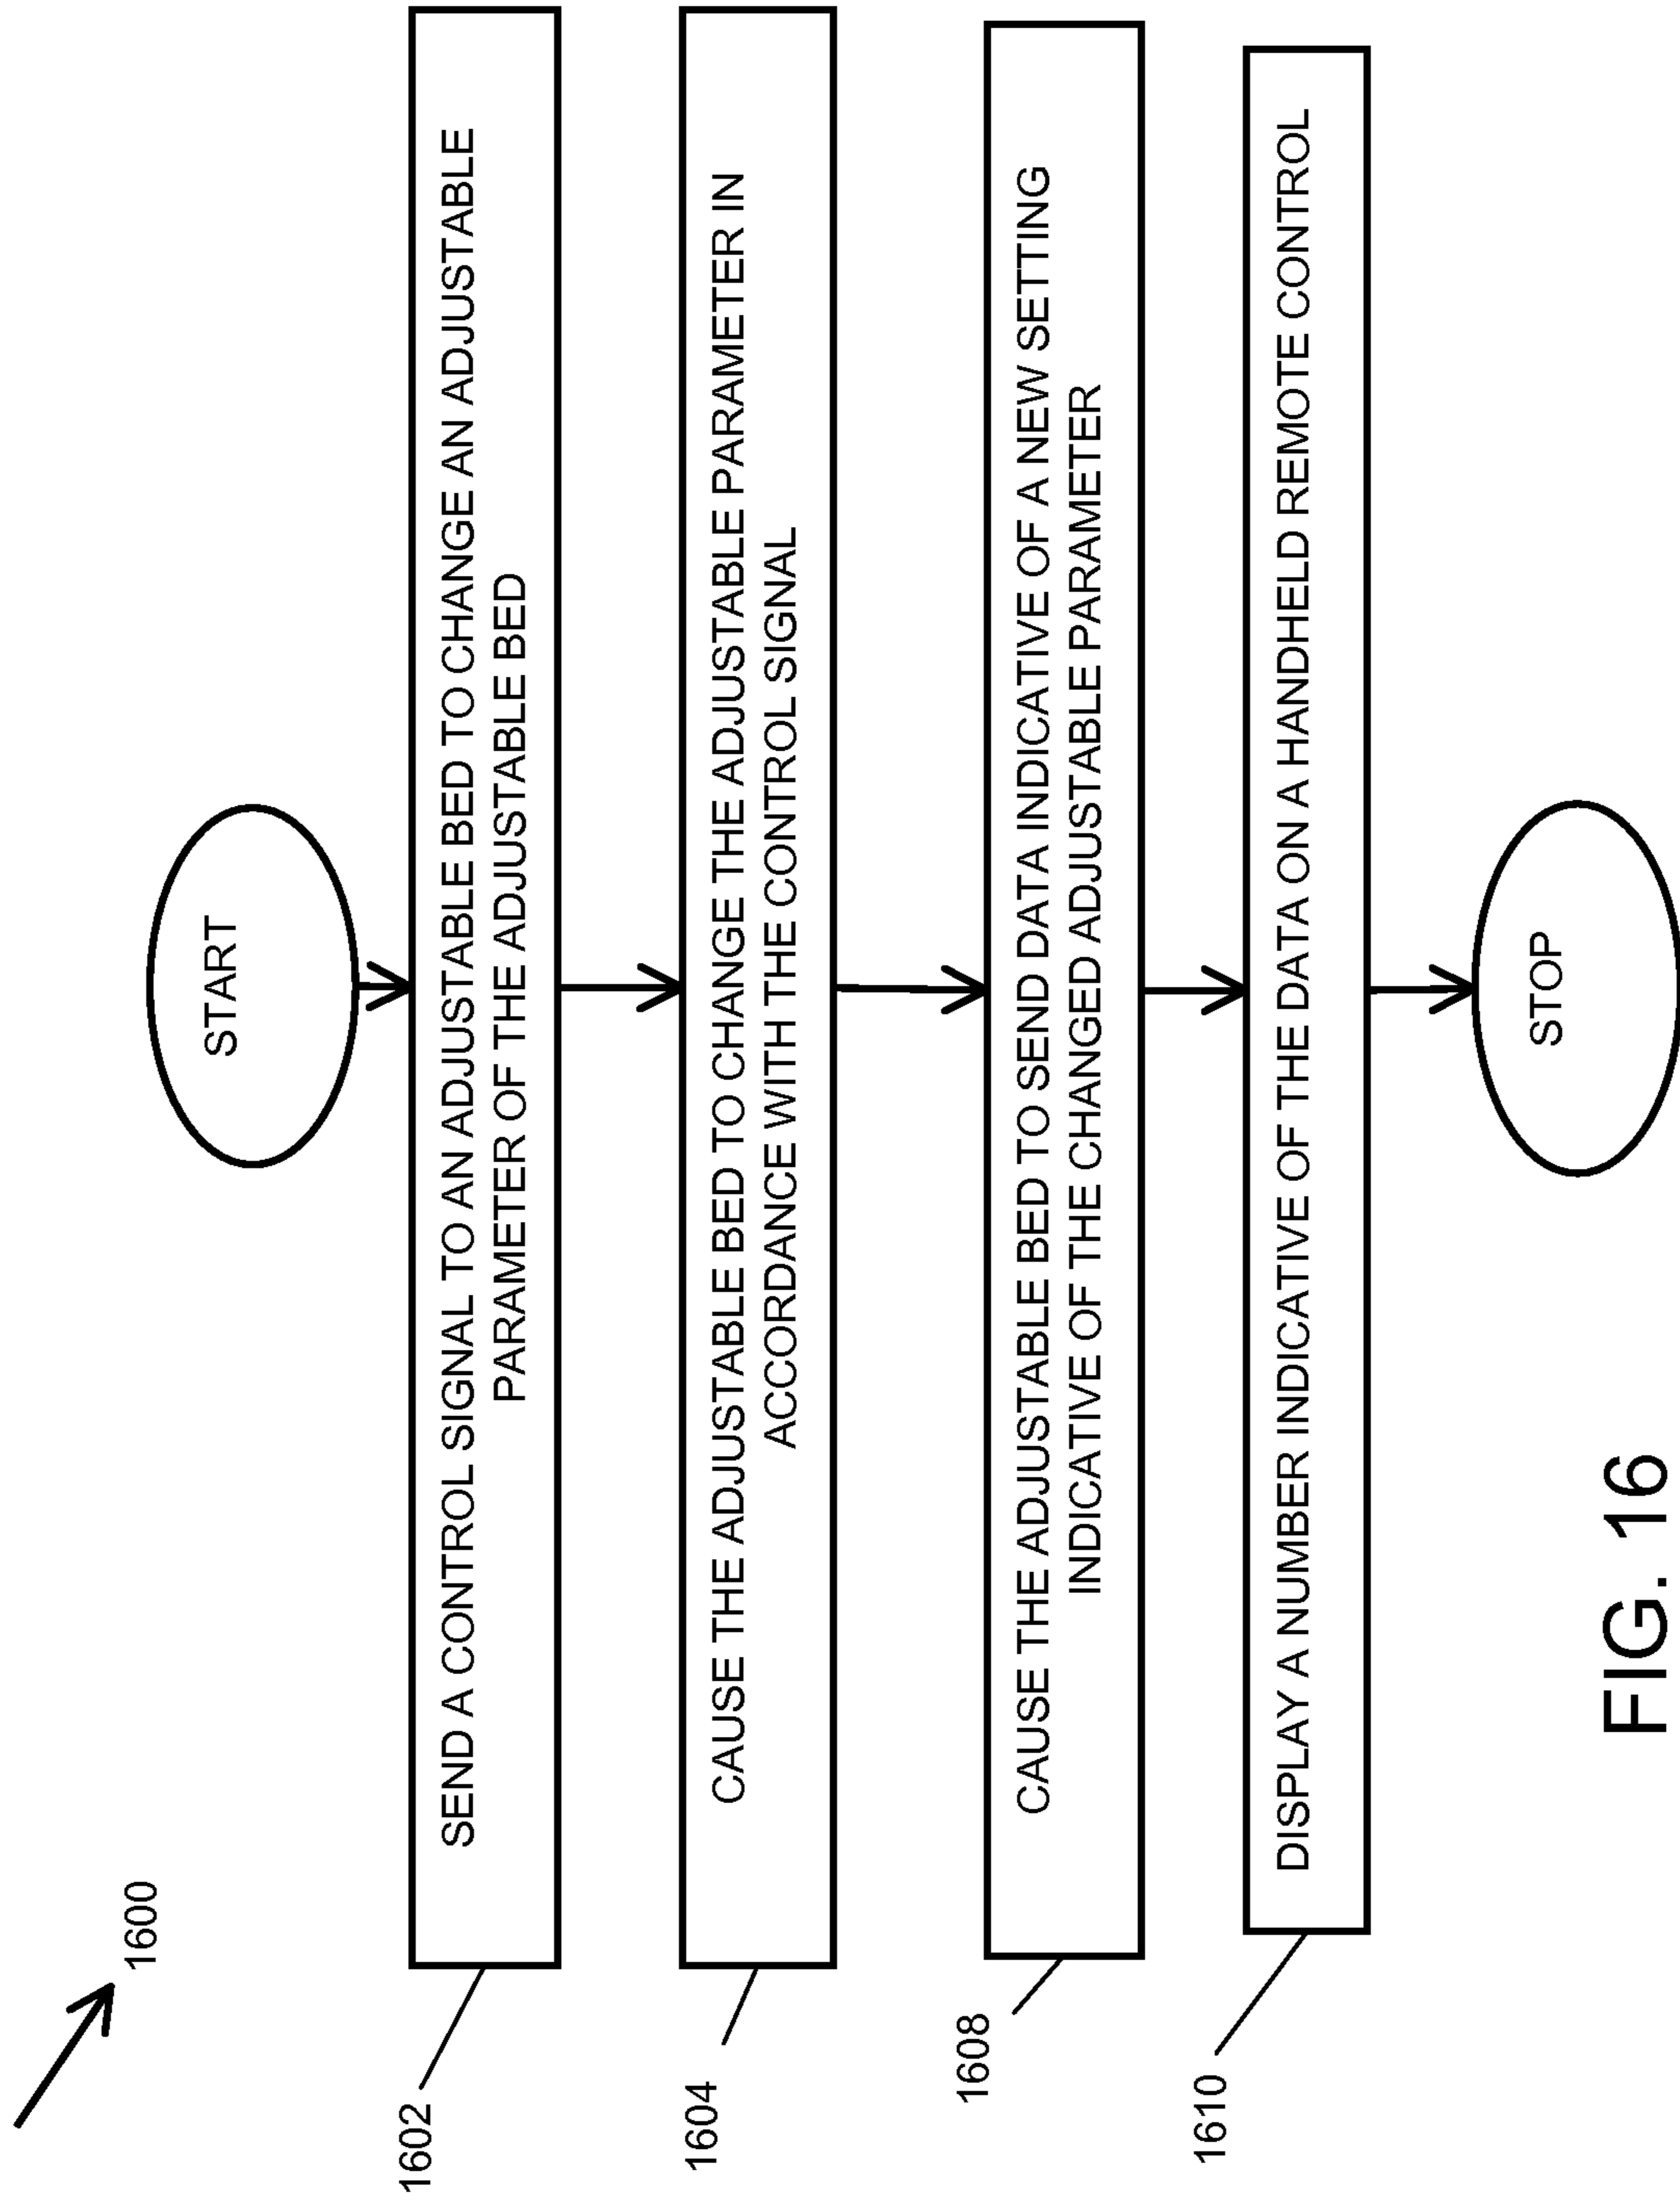 1600
START
1602
SEND A CONTROL SIGNAL TO AN ADJUSTABLE BED TO CHANGE AN ADJUSTABLE
PARAMETER OF THE ADJUSTABLE BED
1604
CAUSE THE ADJUSTABLE BED TO CHANGE THE ADJUSTABLE PARAMETER IN
ACCORDANCE WITH THE CONTROL SIGNAL
1608
CAUSE THE ADJUSTABLE BED TO SEND DATA INDICATIVE OF A NEW SETTING
INDICATIVE OF THE CHANGED ADJUSTABLE PARAMETER
1610
DISPLAY A NUMBER INDICATIVE OF THE DATA ON A HANDHELD REMOTE CONTROL
STOP
FIG. 16